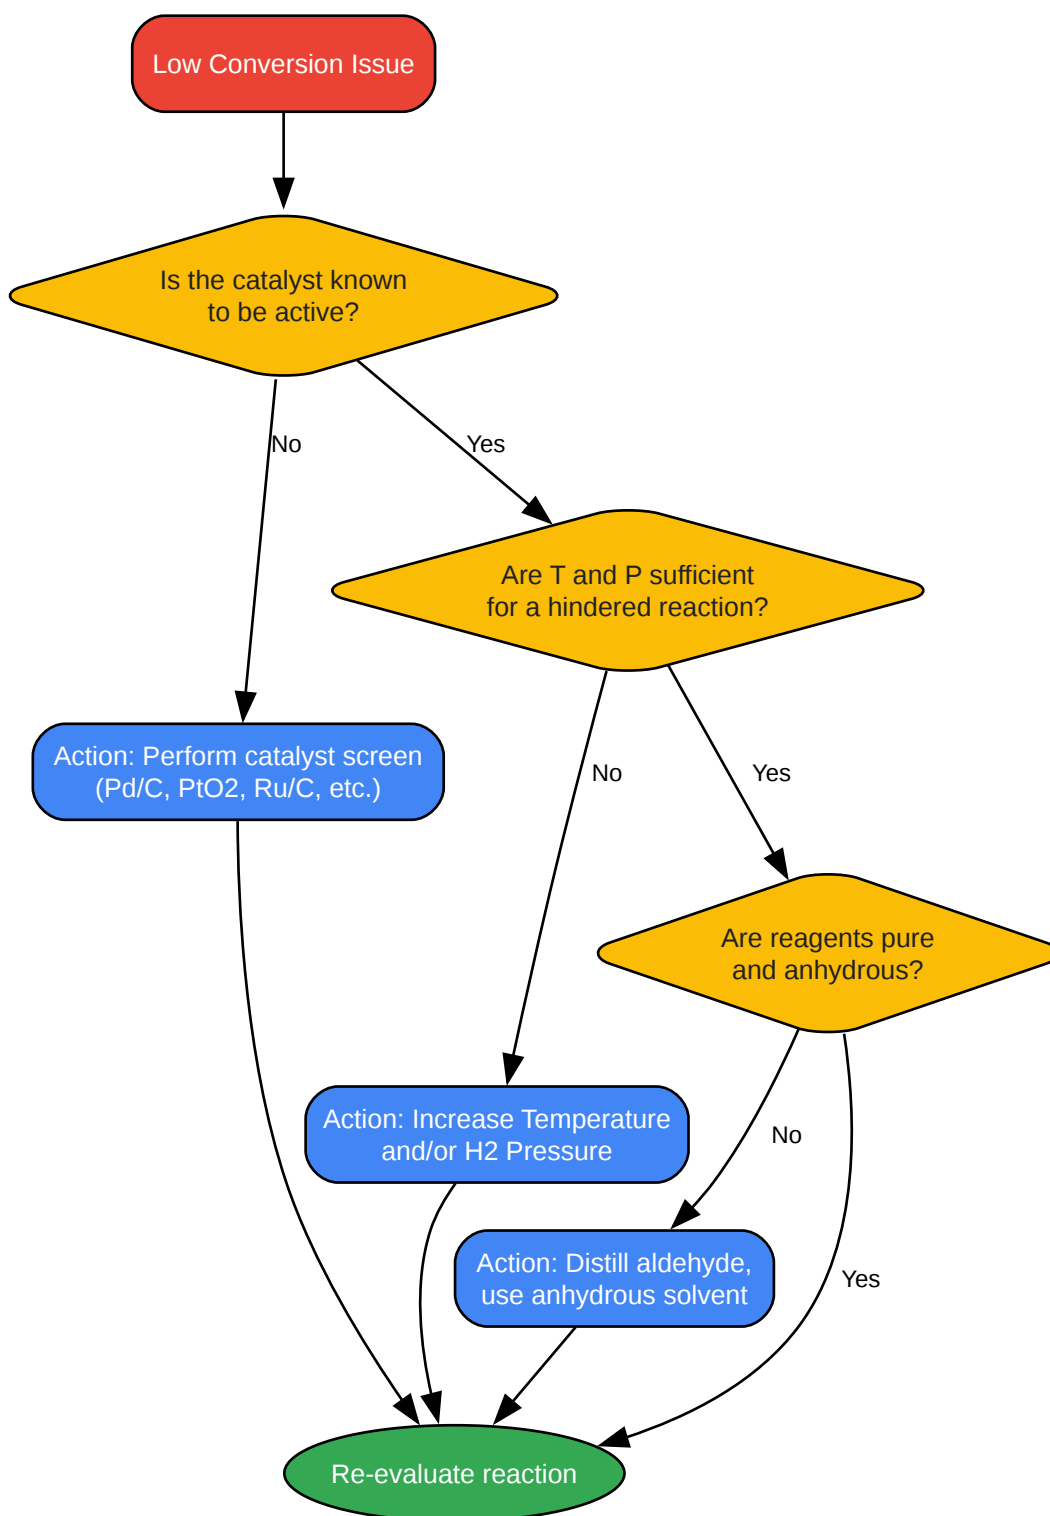 Low Conversion Issue
Is the catalyst known
to be active?
No
Yes
Are T and P sufficient
for a hindered reaction?
Action: Perform catalyst screen
(Pd/C, PtO2, Ru/C, etc.)
No
Yes
Are reagents pure
and anhydrous?
Action: Increase Temperature
and/or H2 Pressure
No
Action: Distill aldehyde,
use anhydrous solvent
Yes
Re-evaluate reaction